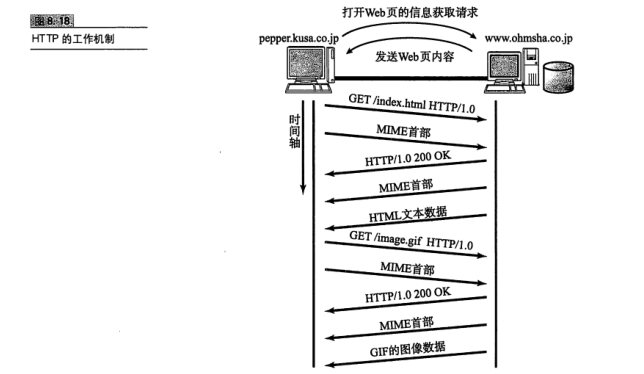 图8.18
HTTP 的工作机制
打开Web页的信息获取请求
pepper.kusa.co.jp
www.ohmsha.co.jp
发送Web页内容
时间轴
GET /index.html HTTP/1.0
MIME首部
HTTP/1.0 200 OK
MIME首部
HTML文本数据
GET /image.gif HTTP/1.0
MIME首部
HTTP/1.0 200 OK
MIME首部
GIF的图像数据